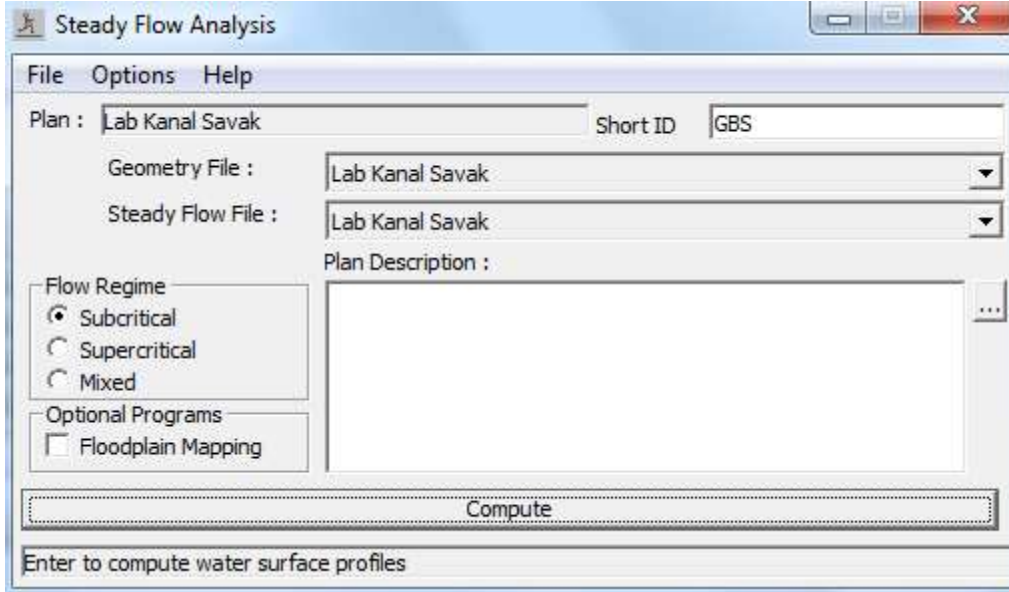 Steady Flow Analysis
File Options Help
Plan : Lab Kanal Savak Short ID GBS
Geometry File : Lab Kanal Savak
Steady Flow File : Lab Kanal Savak
Plan Description :
Flow Regime
Subcritical
Supercritical
Mixed
Optional Programs
Floodplain Mapping
...
Compute
Enter to compute water surface profiles